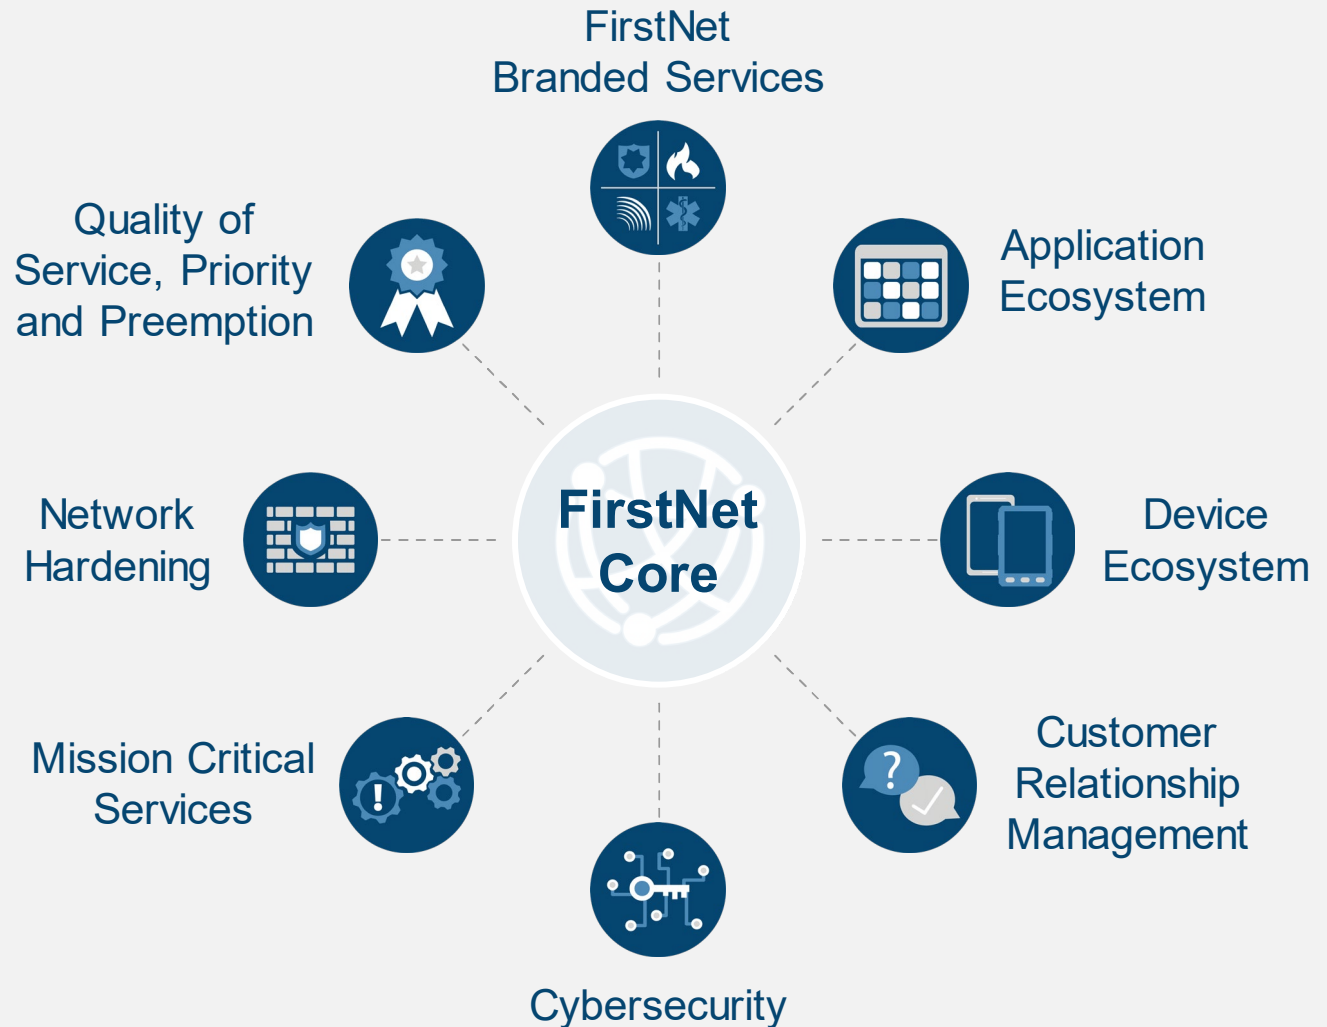 FirstNet
Branded Services
Quality of
Service, Priority
and Preemption
Application
Ecosystem
Network
Hardening
FirstNet
Core
Device
Ecosystem
Mission Critical
Services
!
?
Customer
Relationship
Management
Cybersecurity